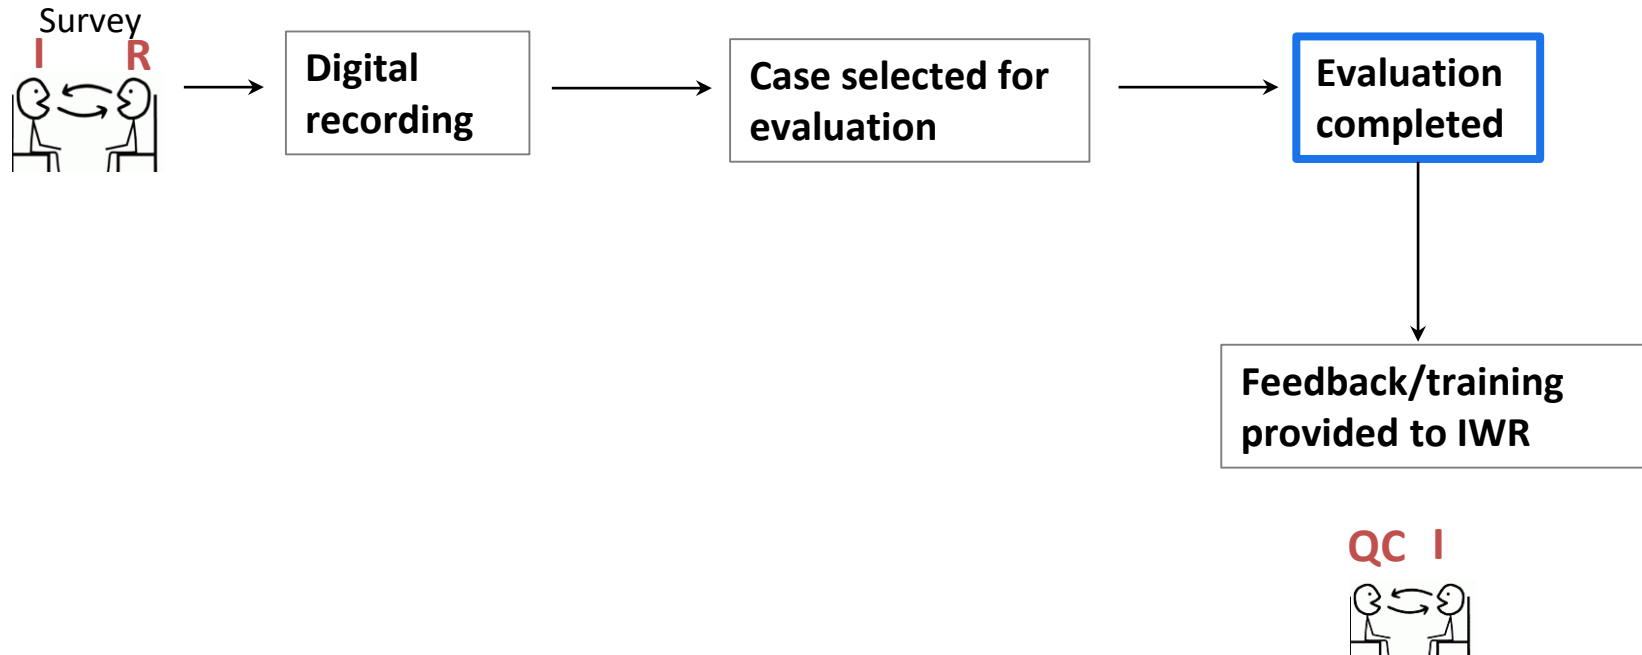 Survey
I R
Digital
recording
Case selected for
evaluation
Evaluation
completed
Feedback/training
provided to IWR
QC I